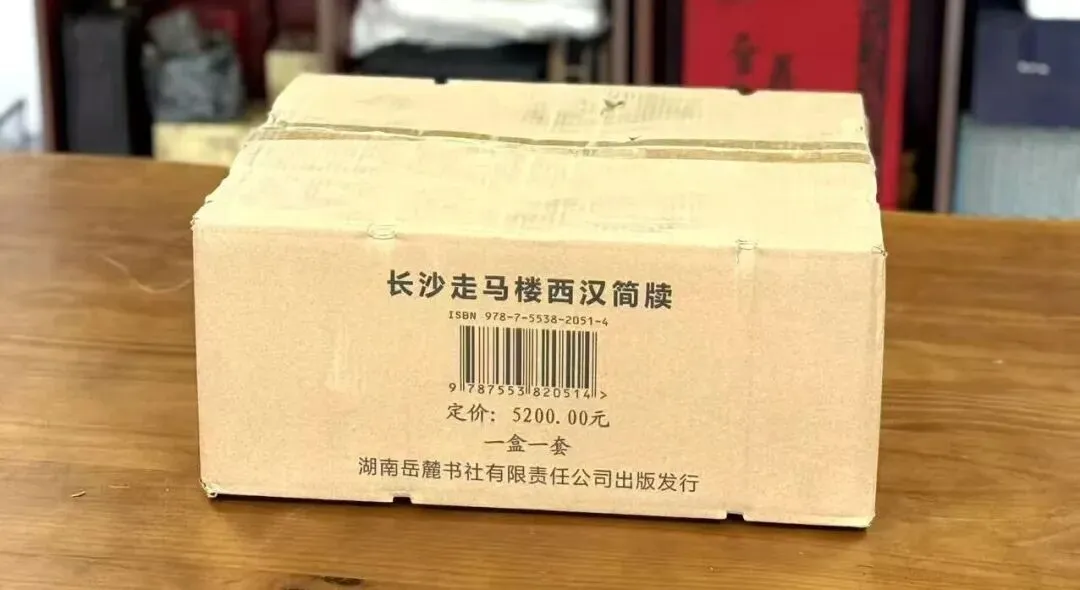 长沙走马楼西汉简牍
ISBN 978-7-5538-2051-4
9 787553 820514 >
定价: 5200.00元
一盒一套
湖南岳麓书社有限责任公司出版发行